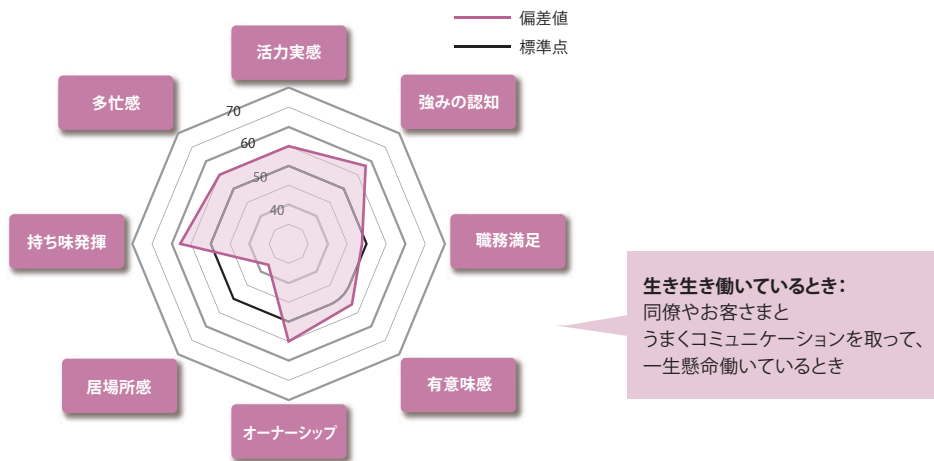 偏差値
標準点
活力実感
強みの認知
職務満足
有意味感
オーナーシップ
居場所感
持ち味発揮
多忙感
70
60
50
40
生き生き働いているとき：
同僚やお客さまと
うまくコミュニケーションを取って、
一生懸命働いているとき